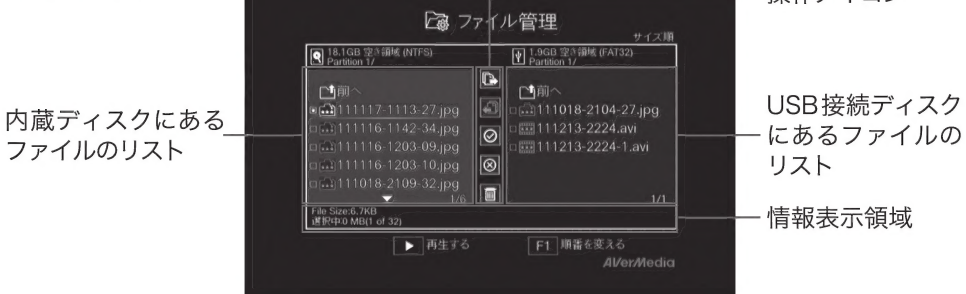 操作アイコン
ファイル管理
サイズ順
18.1GB 空き領域 (NTFS)
Partition 1/
1.9GB 空き領域 (FAT32)
Partition 1/
前へ
111117-1113-27.jpg
111116-1142-34.jpg
111116-1203-09.jpg
111116-1203-10.jpg
111018-2109-32.jpg
1/6
前へ
111018-2104-27.jpg
111213-2224.avi
111213-2224-1.avi
1/1
内蔵ディスクにある
ファイルのリスト
USB接続ディスク
にあるファイルの
リスト
File Size:6.7KB
選択中:0 MB(1 of 32)
情報表示領域
再生する
F1 順番を変える
AVerMedia